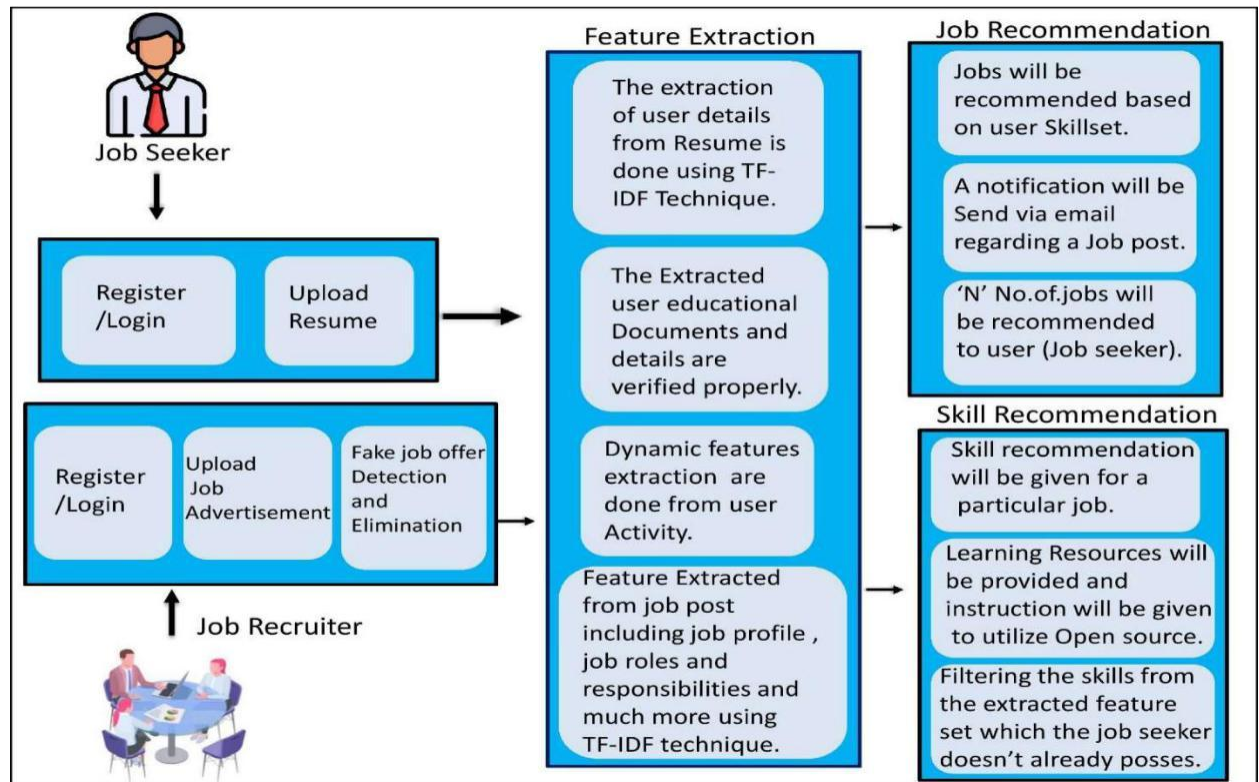 Job Seeker
Register
/Login
Upload
Resume
Register
/Login
Upload
Job
Advertisement
Fake job offer
Detection
and
Elimination
Job Recruiter
Feature Extraction
The extraction
of user details
from Resume is
done using TF-
IDF Technique.
The Extracted
user educational
Documents and
details are
verified properly.
Dynamic features
extraction are
done from user
Activity.
Feature Extracted
from job post
including job profile ,
job roles and
responsibilities and
much more using
TF-IDF technique.
Job Recommendation
Jobs will be
recommended based
on user Skillset.
A notification will be
Send via email
regarding a Job post.
‘N’ No.of.jobs will
be recommended
to user (Job seeker).
Skill Recommendation
Skill recommendation
will be given for a
particular job.
Learning Resources will
be provided and
instruction will be given
to utilize Open source.
Filtering the skills from
the extracted feature
set which the job seeker
doesn’t already posses.